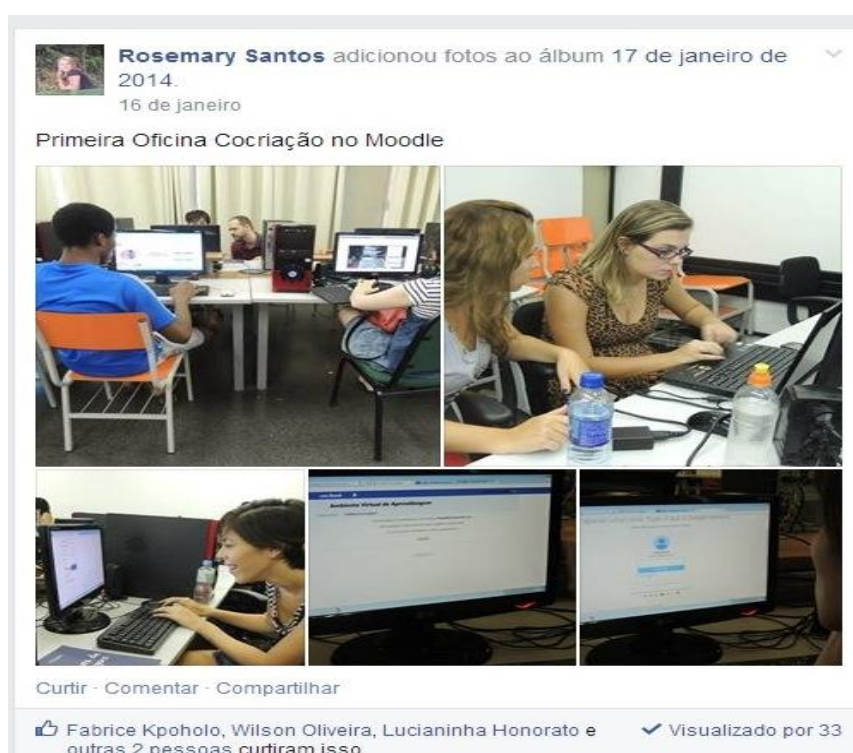 Rosemary Santos adicionou fotos ao álbum 17 de janeiro de
2014.
16 de janeiro
Primeira Oficina Cocriação no Moodle
Ambiente Virtual de Aprendizagem
Curtir · Comentar · Compartilhar
Fabrice Kpoholo, Wilson Oliveira, Lucianinha Honorato e
outras 2 pessoas curtiram isso
Visualizado por 33